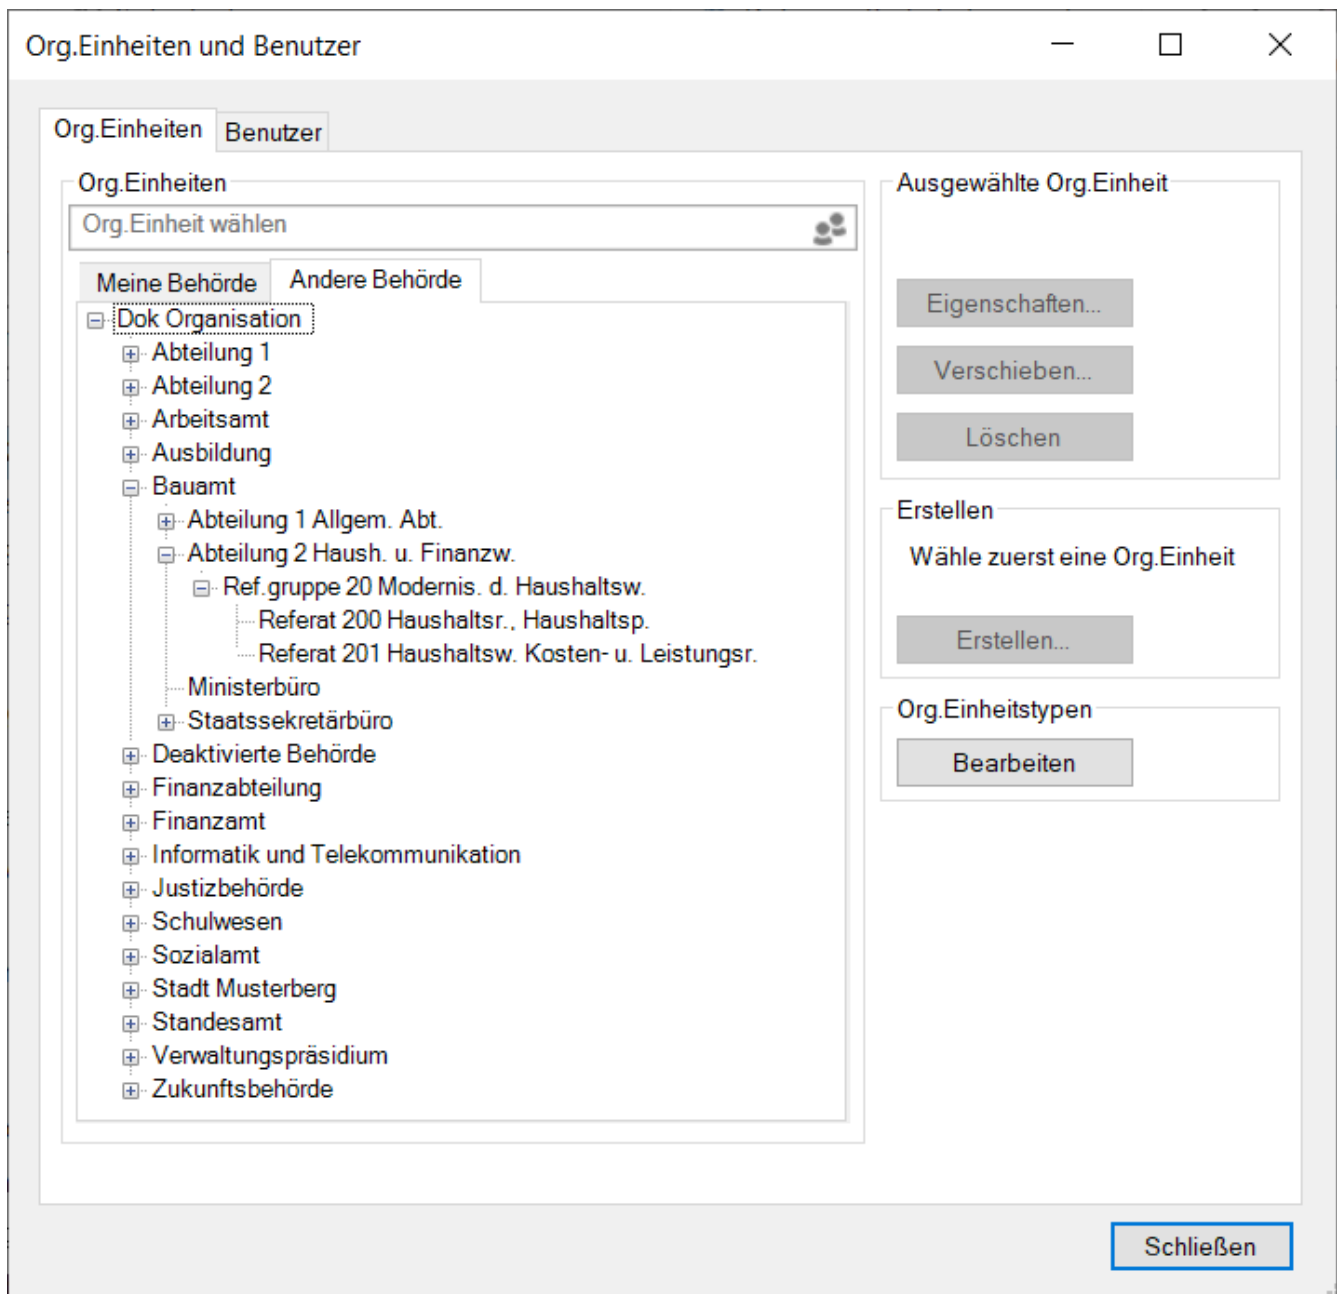 Org.Einheiten und Benutzer
Org.Einheiten
Benutzer
Org.Einheiten
Org.Einheit wählen
Meine Behörde
Andere Behörde
Dok Organisation
Abteilung 1
Abteilung 2
Arbeitsamt
Ausbildung
Bauamt
Abteilung 1 Allgem. Abt.
Abteilung 2 Haush. u. Finanzw.
Ref.gruppe 20 Modernis. d. Haushaltsw.
Referat 200 Haushaltsr., Haushaltsp.
Referat 201 Haushaltsw. Kosten- u. Leistungsr.
Ministerbüro
Staatssekretärbüro
Deaktivierte Behörde
Finanzabteilung
Finanzamt
Informatik und Telekommunikation
Justizbehörde
Schulwesen
Sozialamt
Stadt Musterberg
Standesamt
Verwaltungspräsidium
Zukunftsbehörde
Ausgewählte Org.Einheit
Eigenschaften...
Verschieben...
Löschen
Erstellen
Wähle zuerst eine Org.Einheit
Erstellen...
Org.Einheitstypen
Bearbeiten
Schließen